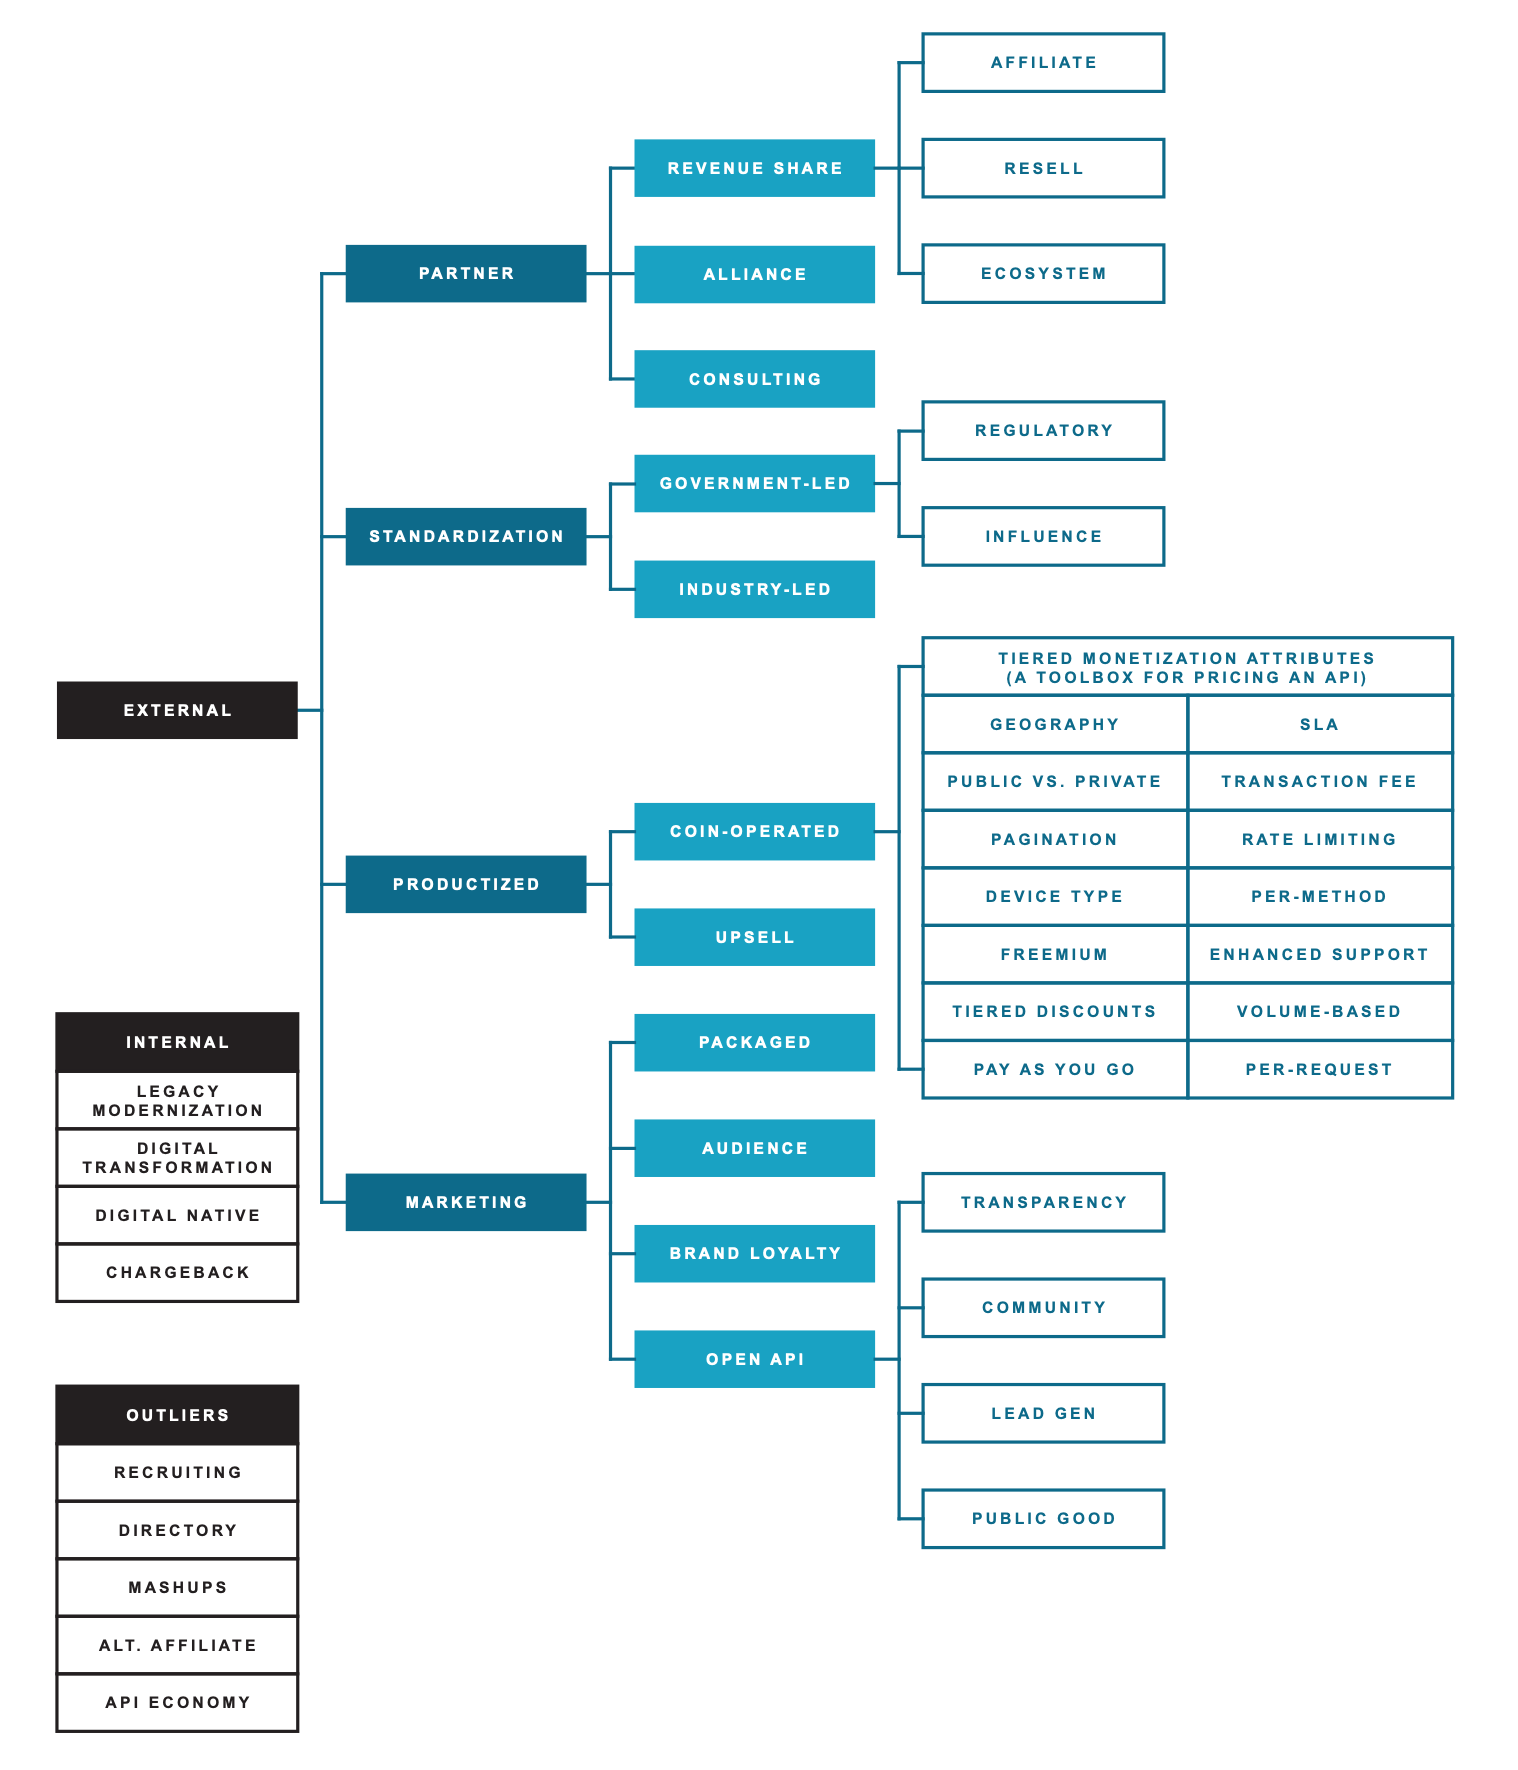 EXTERNAL
PARTNER
REVENUE SHARE
AFFILIATE
RESELL
ECOSYSTEM
ALLIANCE
CONSULTING
STANDARDIZATION
GOVERNMENT-LED
REGULATORY
INFLUENCE
INDUSTRY-LED
PRODUCTIZED
COIN-OPERATED
TIERED MONETIZATION ATTRIBUTES
(A TOOLBOX FOR PRICING AN API)
GEOGRAPHY
SLA
PUBLIC VS. PRIVATE
TRANSACTION FEE
PAGINATION
RATE LIMITING
DEVICE TYPE
PER-METHOD
FREEMIUM
ENHANCED SUPPORT
TIERED DISCOUNTS
VOLUME-BASED
PAY AS YOU GO
PER-REQUEST
UPSELL
MARKETING
PACKAGED
AUDIENCE
BRAND LOYALTY
OPEN API
TRANSPARENCY
COMMUNITY
LEAD GEN
PUBLIC GOOD
INTERNAL
LEGACY
MODERNIZATION
DIGITAL
TRANSFORMATION
DIGITAL NATIVE
CHARGEBACK
OUTLIERS
RECRUITING
DIRECTORY
MASHUPS
ALT. AFFILIATE
API ECONOMY